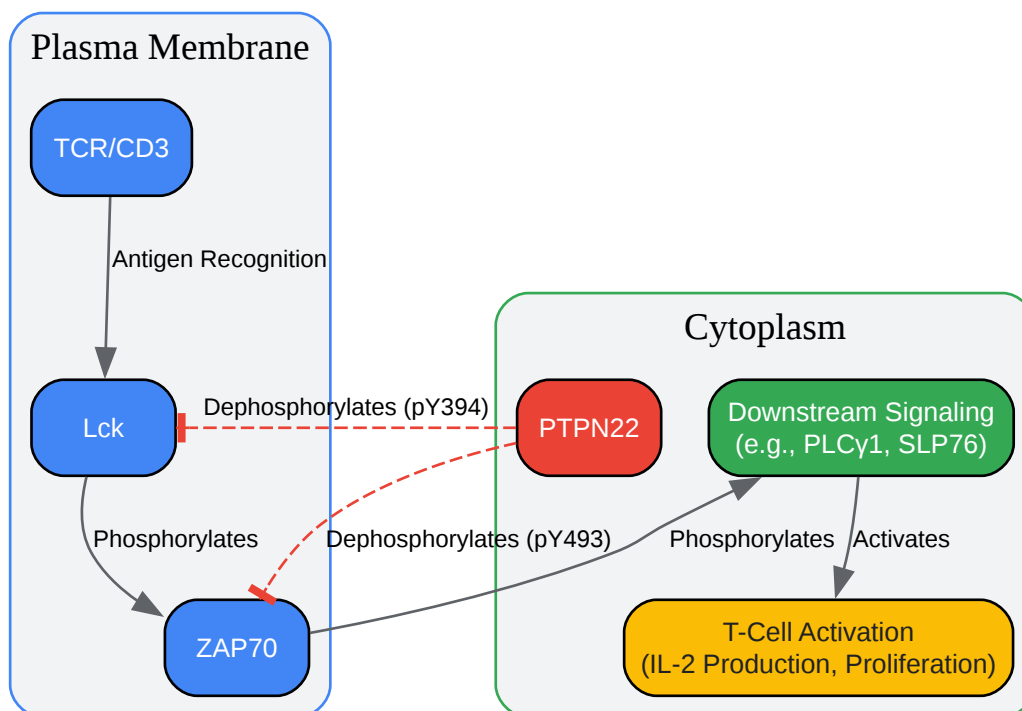 Plasma Membrane
TCR/CD3
Antigen Recognition
Cytoplasm
Lck
Dephosphorylates (pY394)
PTPN22
Downstream Signaling
(e.g., PLCγ1, SLP76)
Phosphorylates
Dephosphorylates (pY493)
Phosphorylates
Activates
ZAP70
T-Cell Activation
(IL-2 Production, Proliferation)